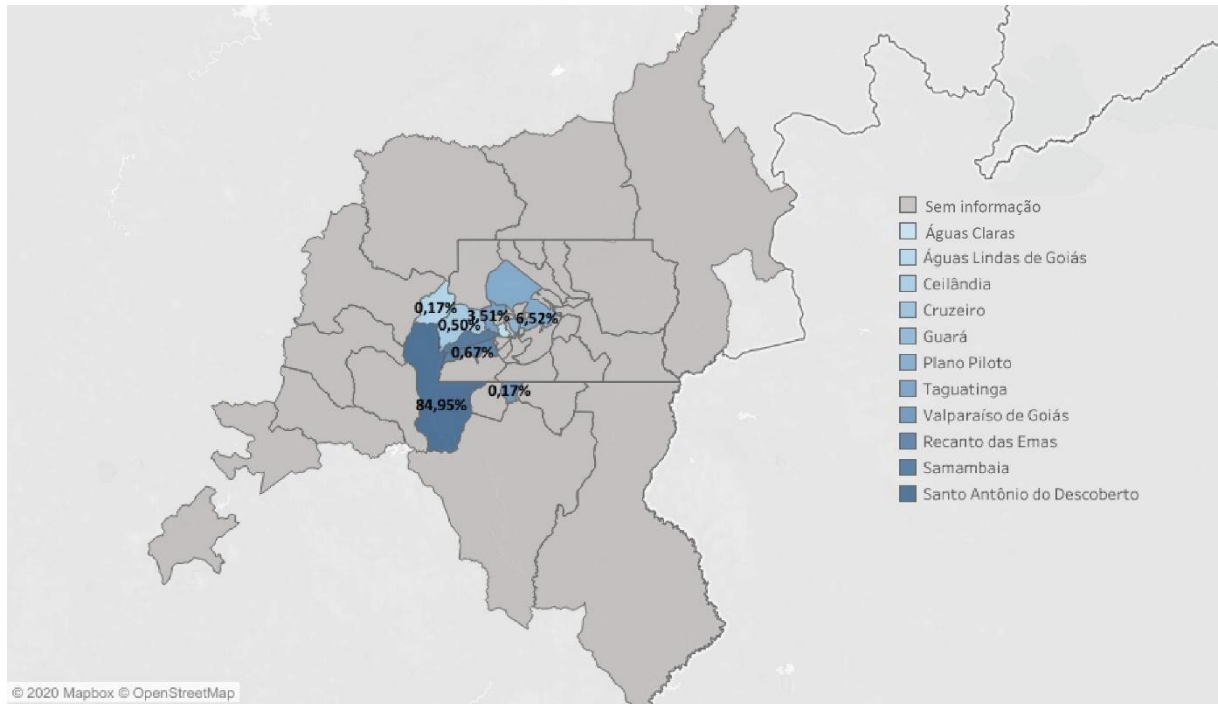 0,17%
3,51%
6,52%
0,50%
0,67%
0,17%
84,95%
Sem informação
Águas Claras
Águas Lindas de Goiás
Ceilândia
Cruzeiro
Guará
Plano Piloto
Taguatinga
Valparaíso de Goiás
Recanto das Emas
Samambaia
Santo Antônio do Descoberto
© 2020 Mapbox © OpenStreetMap